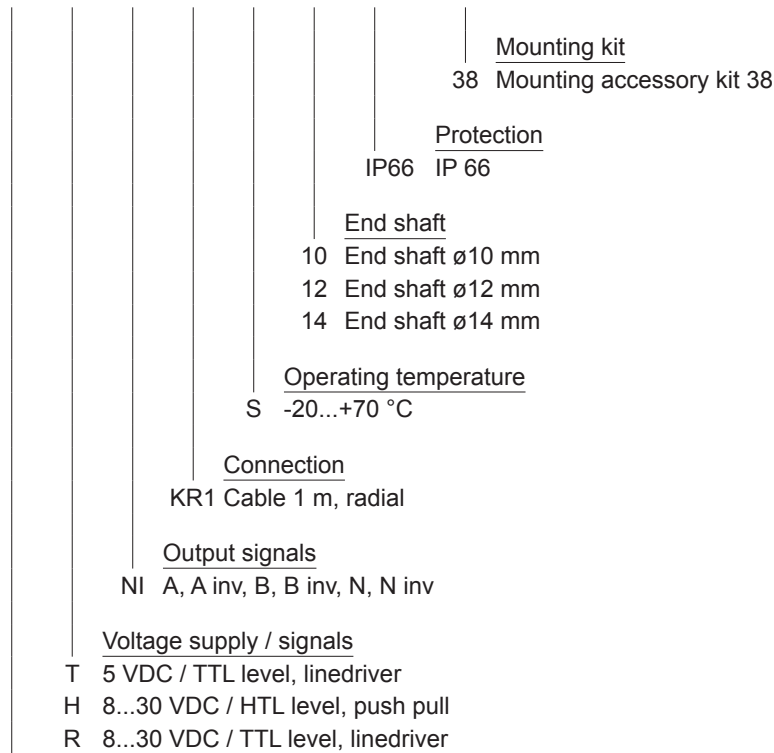 Mounting kit
38 Mounting accessory kit 38
Protection
IP66 IP 66
End shaft
10 End shaft ø10 mm
12 End shaft ø12 mm
14 End shaft ø14 mm
Operating temperature
S -20...+70 °C
Connection
KR1 Cable 1 m, radial
Output signals
NI A, A inv, B, B inv, N, N inv
Voltage supply / signals
T 5 VDC / TTL level, linedriver
H 8...30 VDC / HTL level, push pull
R 8...30 VDC / TTL level, linedriver